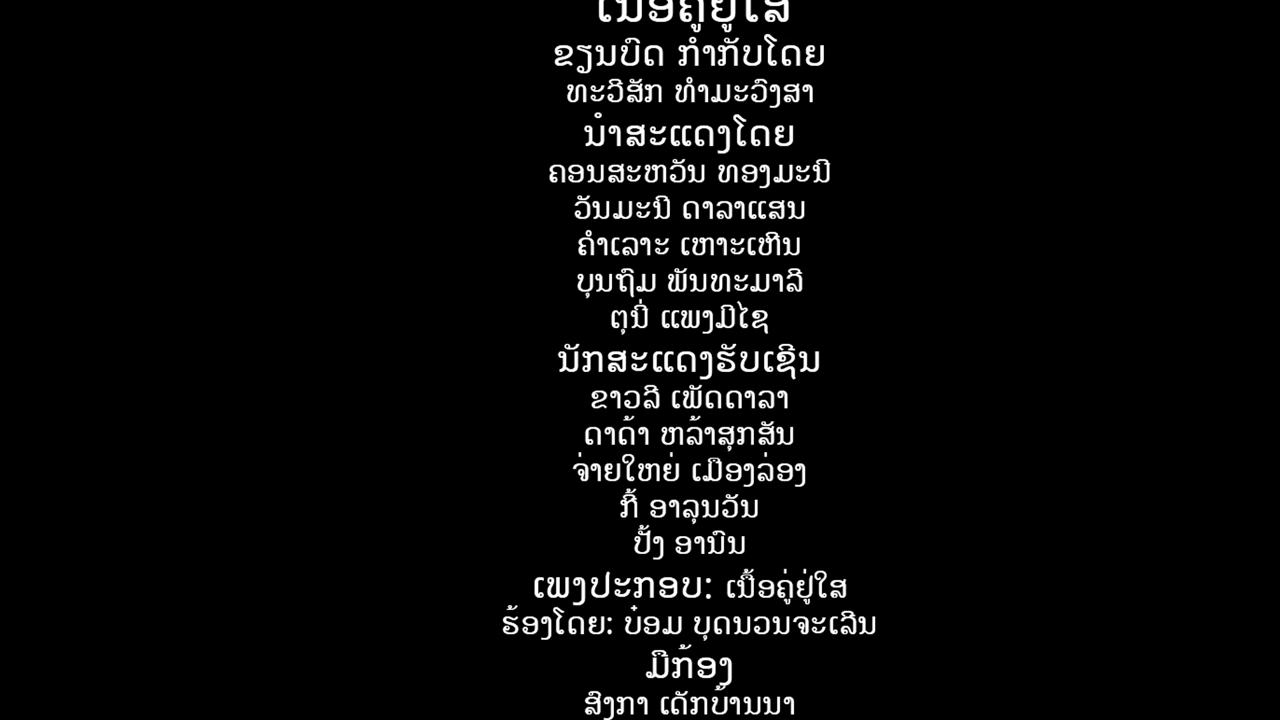 ເນື້ອຄູ່ຢູ່ໃສ
ຂຽນບົດ ກຳກັບໂດຍ
ທະວີສັກ ທຳມະວົງສາ
ນຳສະແດງໂດຍ
ຄອນສະຫວັນ ທອງມະນີ
ວັນມະນີ ດາລາແສນ
ຄຳເລາະ ເຫາະເຫີນ
ບຸນຖົມ ພັນທະມາລີ
ຕຸນີ່ ແພງມີໄຊ
ນັກສະແດງຮັບເຊີນ
ຂາວລີ ເພັດດາລາ
ດາດ້າ ຫລ້າສຸກສັນ
ຈ່າຍໃຫຍ່ ເມືອງລ່ອງ
ກີ້ ອາລຸນວັນ
ປັ້ງ ອານົນ
ເພງປະກອບ: ເນື້ອຄູ່ຢູ່ໃສ
ຮ້ອງໂດຍ: ບ໋ອມ ບຸດນວນຈະເລີນ
ມືກ້ອງ
ສົງກາ ເດັກບ້ານນາ